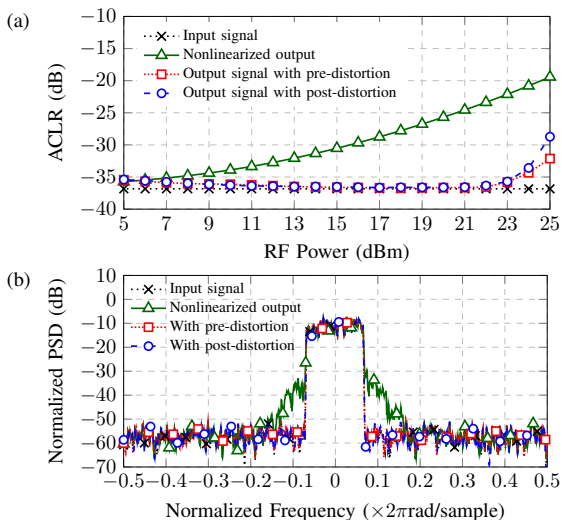 (a)
−10
−15
−20
−25
−30
−35
−40
ACLR (dB)
Input signal
Nonlinearized output
Output signal with pre-distortion
Output signal with post-distortion
5 7 9 11 13 15 17 19 21 23 25
RF Power (dBm)
(b)
10
0
−10
−20
−30
−40
−50
−60
−70
Normalized PSD (dB)
Input signal
Nonlinearized output
With pre-distortion
With post-distortion
−0.5 −0.4 −0.3 −0.2 −0.1 0 0.1 0.2 0.3 0.4 0.5
Normalized Frequency (×2πrad/sample)